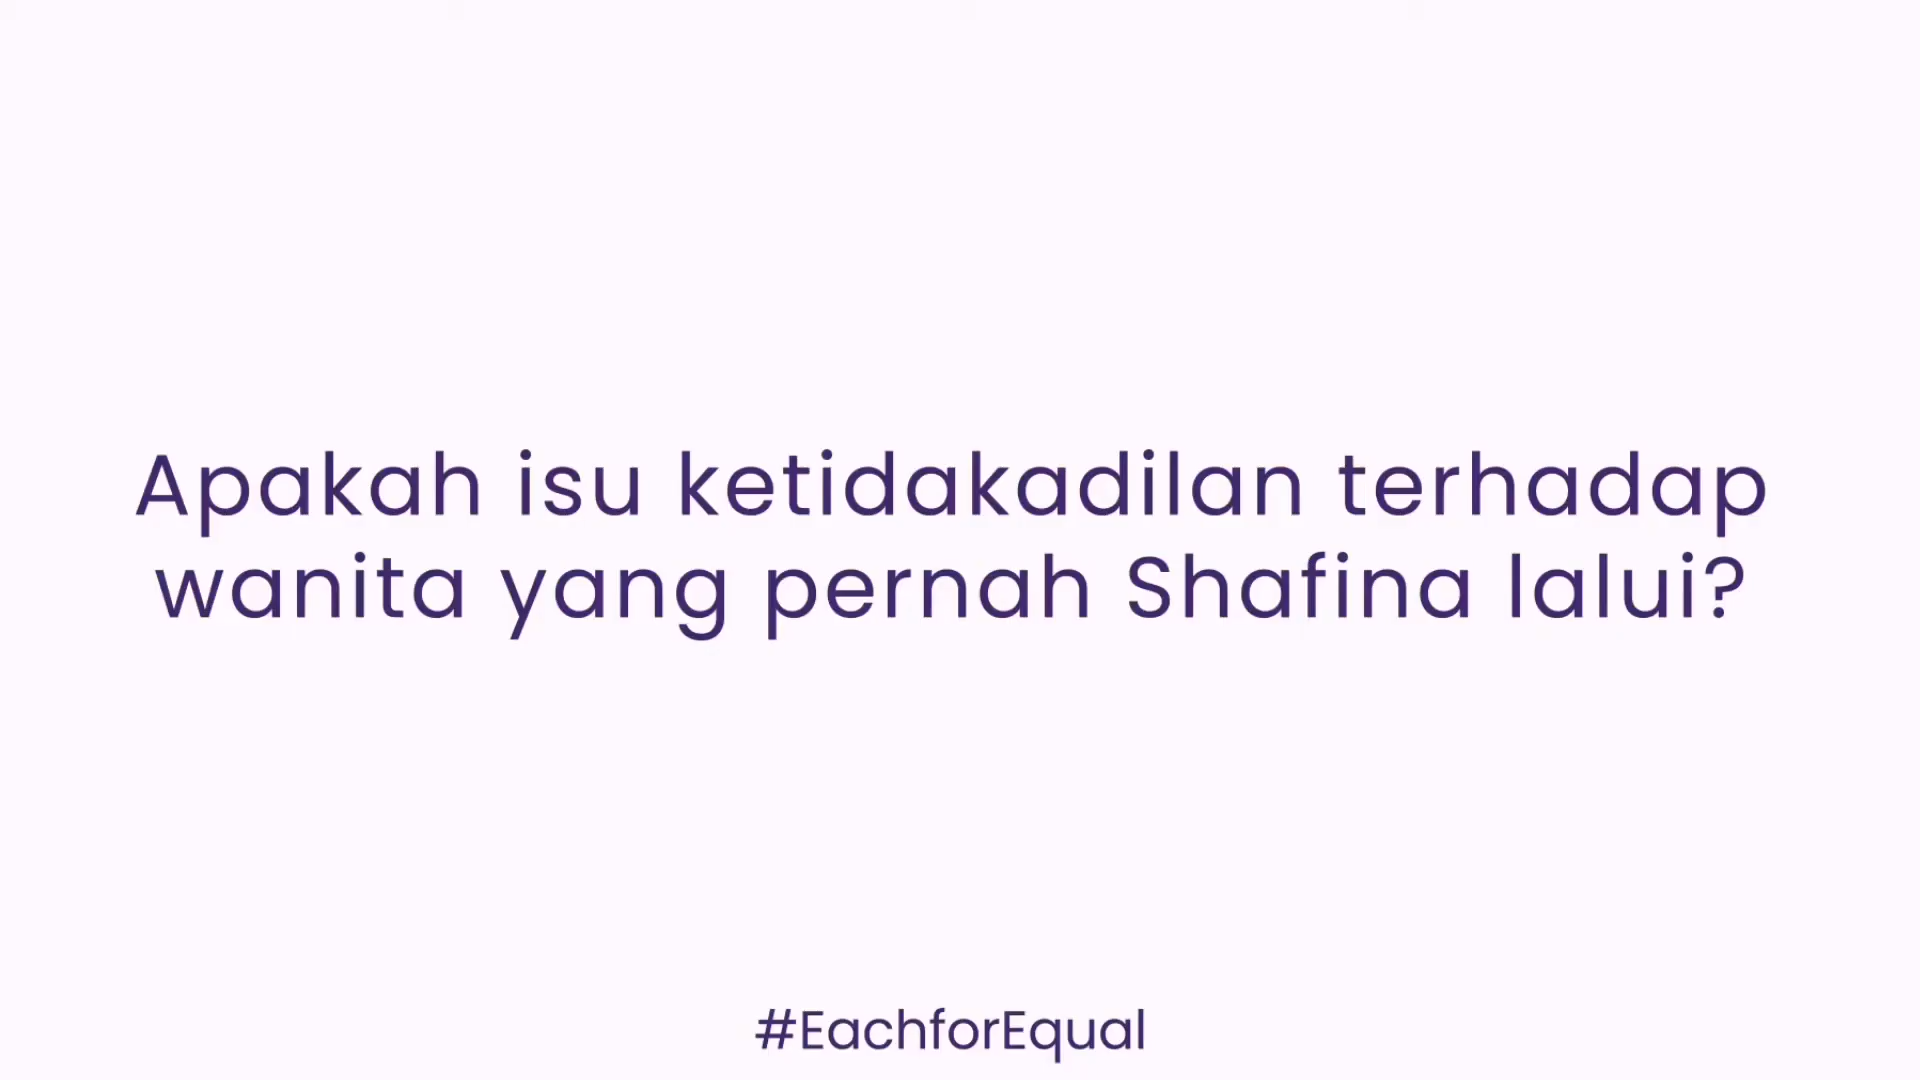 Apakah isu ketidakadilan terhadap
wanita yang pernah Shafina lalui?
#EachforEqual